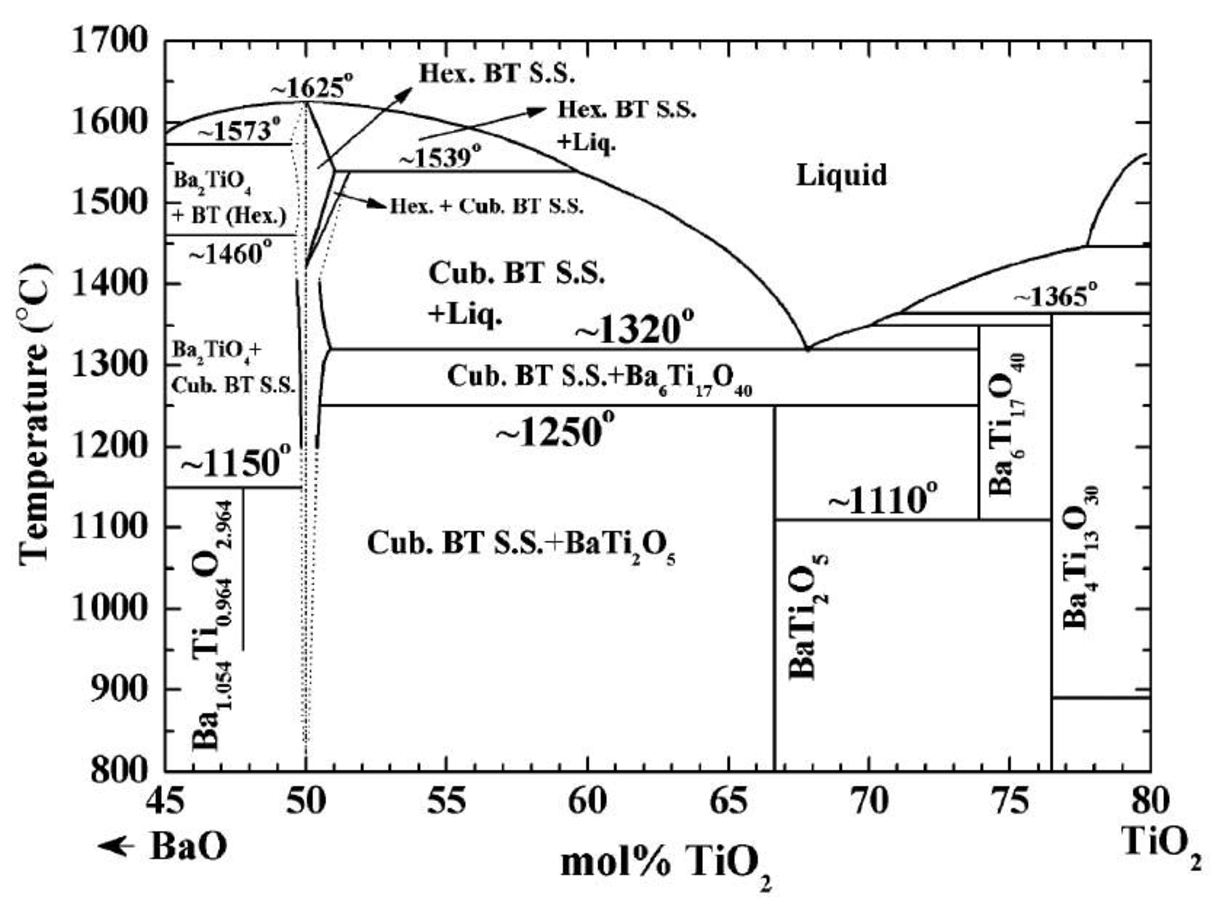 1700
1600
1500
1400
1300
1200
1100
1000
900
800
Temperature (°C)
~1625°
Hex. BT S.S.
Hex. BT S.S.
+Liq.
~1573°
~1539°
Liquid
Ba₂TiO₄
+ BT (Hex.)
Hex. + Cub. BT S.S.
~1460°
Cub. BT S.S.
+Liq.
~1365°
~1320°
Ba₂TiO₄+
Cub. BT S.S.
Cub. BT S.S.+Ba₆Ti₁₇O₄₀
~1250°
~1150°
~1110°
Ba₆Ti₁₇O₄₀
Cub. BT S.S.+BaTi₂O₅
Ba₁.₀₅₄Ti₀.₉₆₄O₂.₉₆₄
BaTi₂O₅
Ba₄Ti₁₃O₃₀
45 50 55 60 65 70 75 80
← BaO
mol% TiO₂
TiO₂